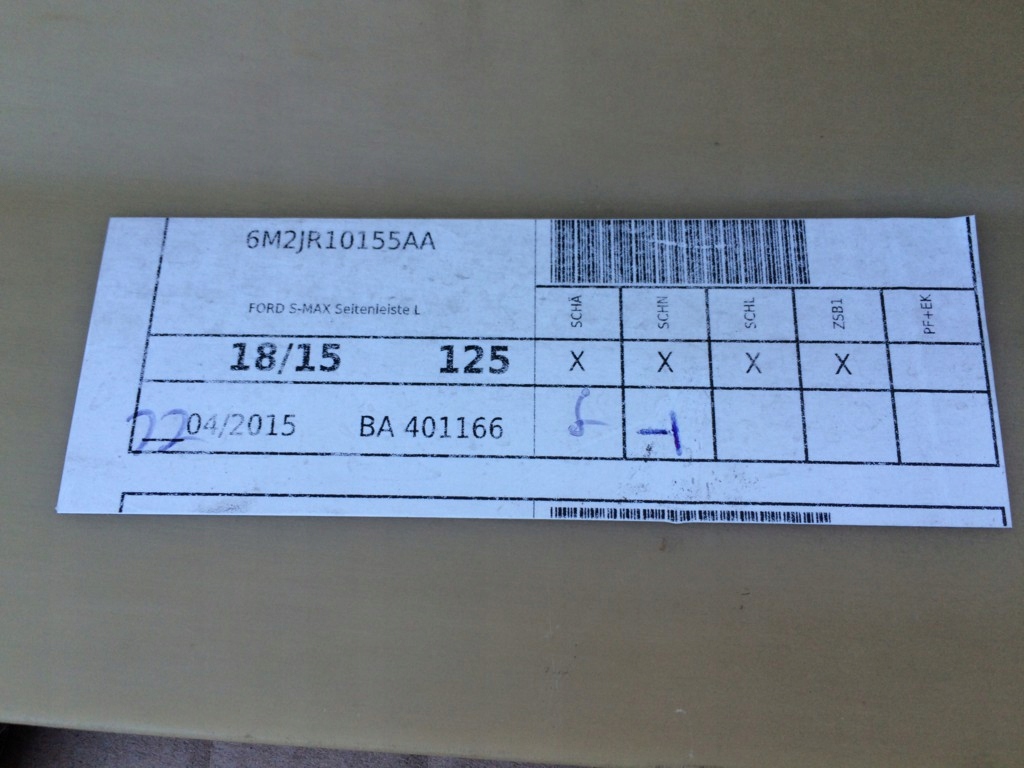 6M2JR10155AA
FORD S-MAX Seitenleiste L
SCHÄ SCHN SCHL ZSB1 PF+EK
18/15 125 X X X X
22 04/2015 BA 401166